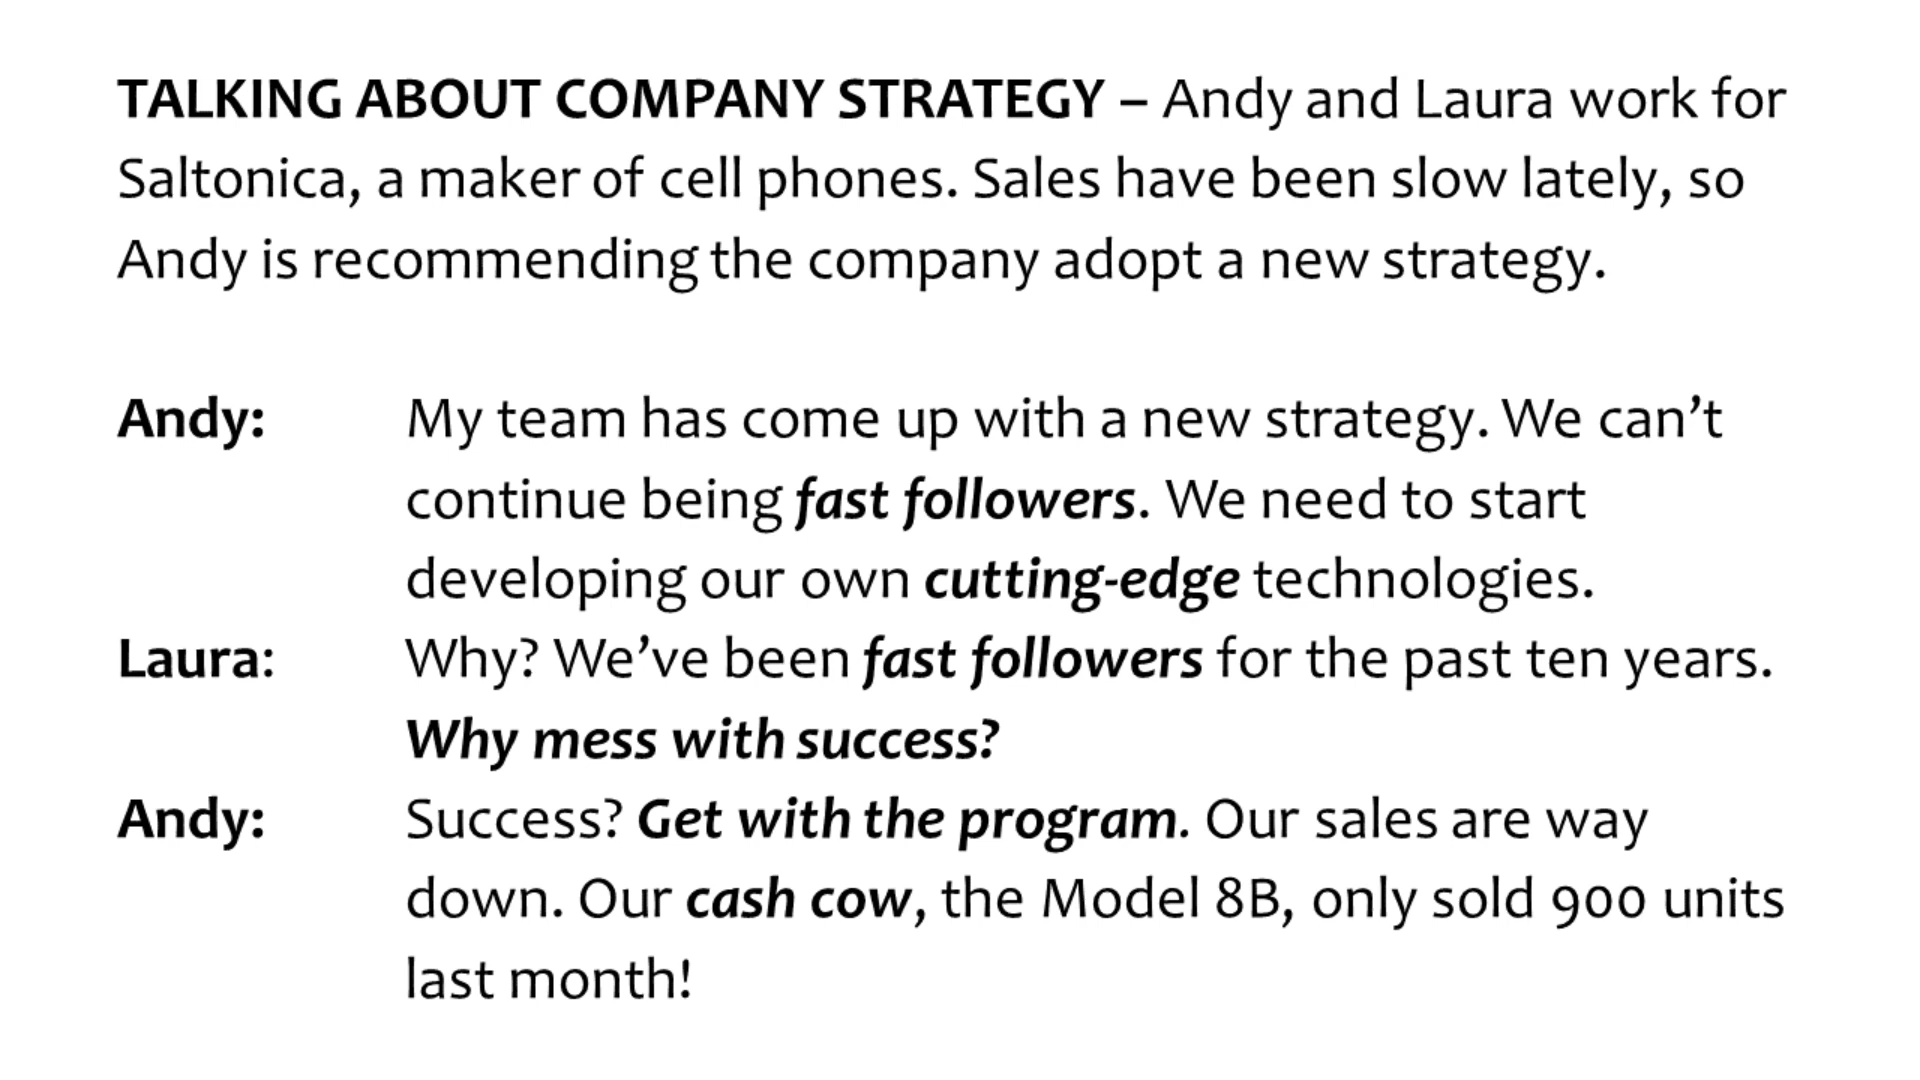 TALKING ABOUT COMPANY STRATEGY – Andy and Laura work for
Saltonica, a maker of cell phones. Sales have been slow lately, so
Andy is recommending the company adopt a new strategy.
Andy: My team has come up with a new strategy. We can’t
continue being fast followers. We need to start
developing our own cutting-edge technologies.
Laura: Why? We’ve been fast followers for the past ten years.
Why mess with success?
Andy: Success? Get with the program. Our sales are way
down. Our cash cow, the Model 8B, only sold 900 units
last month!